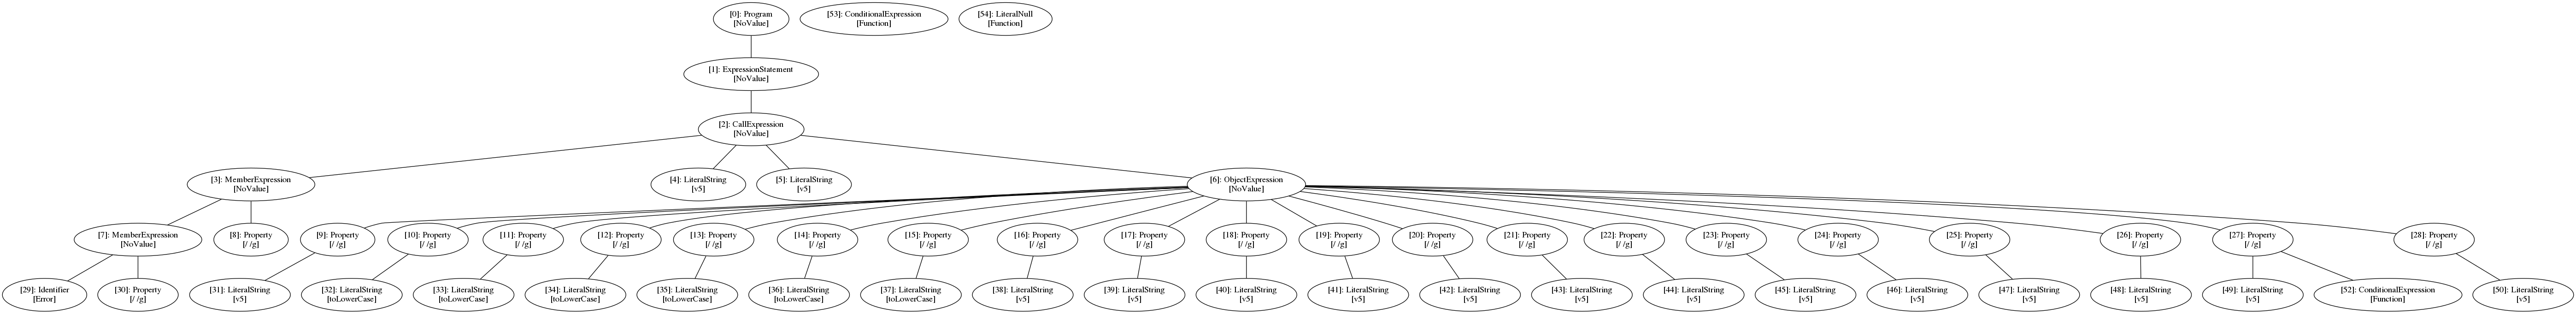 [0]: Program
[NoValue]
[53]: ConditionalExpression
[Function]
[54]: LiteralNull
[Function]
[1]: ExpressionStatement
[NoValue]
[2]: CallExpression
[NoValue]
[3]: MemberExpression
[NoValue]
[4]: LiteralString
[v5]
[5]: LiteralString
[v5]
[6]: ObjectExpression
[NoValue]
[7]: MemberExpression
[NoValue]
[8]: Property
[/ /g]
[9]: Property
[/ /g]
[10]: Property
[/ /g]
[11]: Property
[/ /g]
[12]: Property
[/ /g]
[13]: Property
[/ /g]
[14]: Property
[/ /g]
[15]: Property
[/ /g]
[16]: Property
[/ /g]
[17]: Property
[/ /g]
[18]: Property
[/ /g]
[19]: Property
[/ /g]
[20]: Property
[/ /g]
[21]: Property
[/ /g]
[22]: Property
[/ /g]
[23]: Property
[/ /g]
[24]: Property
[/ /g]
[25]: Property
[/ /g]
[26]: Property
[/ /g]
[27]: Property
[/ /g]
[28]: Property
[/ /g]
[29]: Identifier
[Error]
[30]: Property
[/ /g]
[31]: LiteralString
[v5]
[32]: LiteralString
[toLowerCase]
[33]: LiteralString
[toLowerCase]
[34]: LiteralString
[toLowerCase]
[35]: LiteralString
[toLowerCase]
[36]: LiteralString
[toLowerCase]
[37]: LiteralString
[toLowerCase]
[38]: LiteralString
[v5]
[39]: LiteralString
[v5]
[40]: LiteralString
[v5]
[41]: LiteralString
[v5]
[42]: LiteralString
[v5]
[43]: LiteralString
[v5]
[44]: LiteralString
[v5]
[45]: LiteralString
[v5]
[46]: LiteralString
[v5]
[47]: LiteralString
[v5]
[48]: LiteralString
[v5]
[49]: LiteralString
[v5]
[52]: ConditionalExpression
[Function]
[50]: LiteralString
[v5]